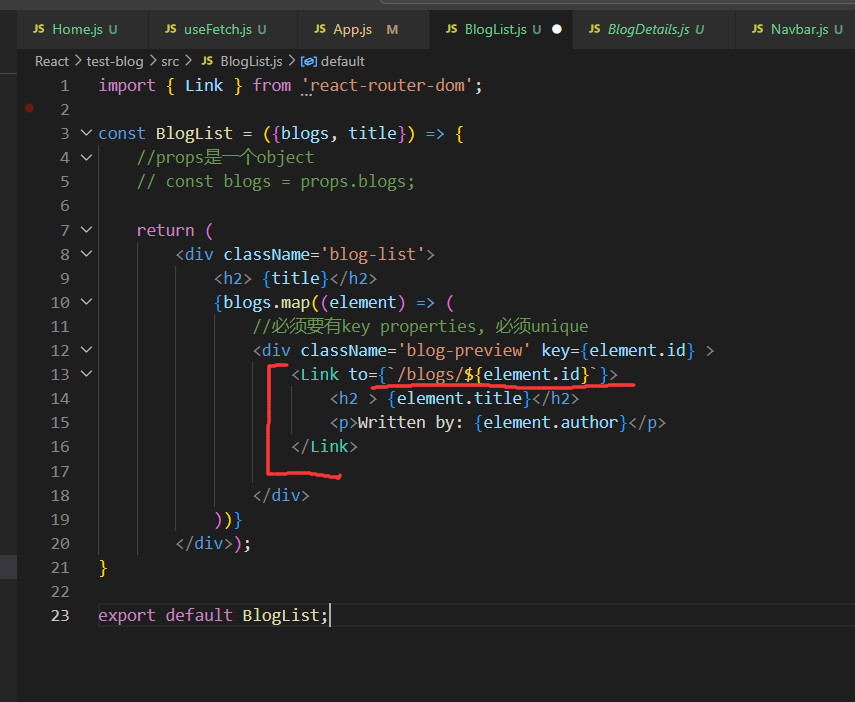 JS Home.js U JS useFetch.js U JS App.js M JS BlogList.js U JS BlogDetails.js U JS Navbar.js U
React > test-blog > src > JS BlogList.js > default
1 import { Link } from 'react-router-dom';
2
3 const BlogList = ({blogs, title}) => {
4 //props是一个object
5 // const blogs = props.blogs;
6
7 return (
8 <div className='blog-list'>
9 <h2> {title}</h2>
10 {blogs.map((element) => (
11 //必须要有key properties, 必须unique
12 <div className='blog-preview' key={element.id} >
13 <Link to={`/blogs/${element.id}`}>
14 <h2 > {element.title}</h2>
15 <p>Written by: {element.author}</p>
16 </Link>
17
18 </div>
19 ))}
20 </div>);
21 }
22
23 export default BlogList;